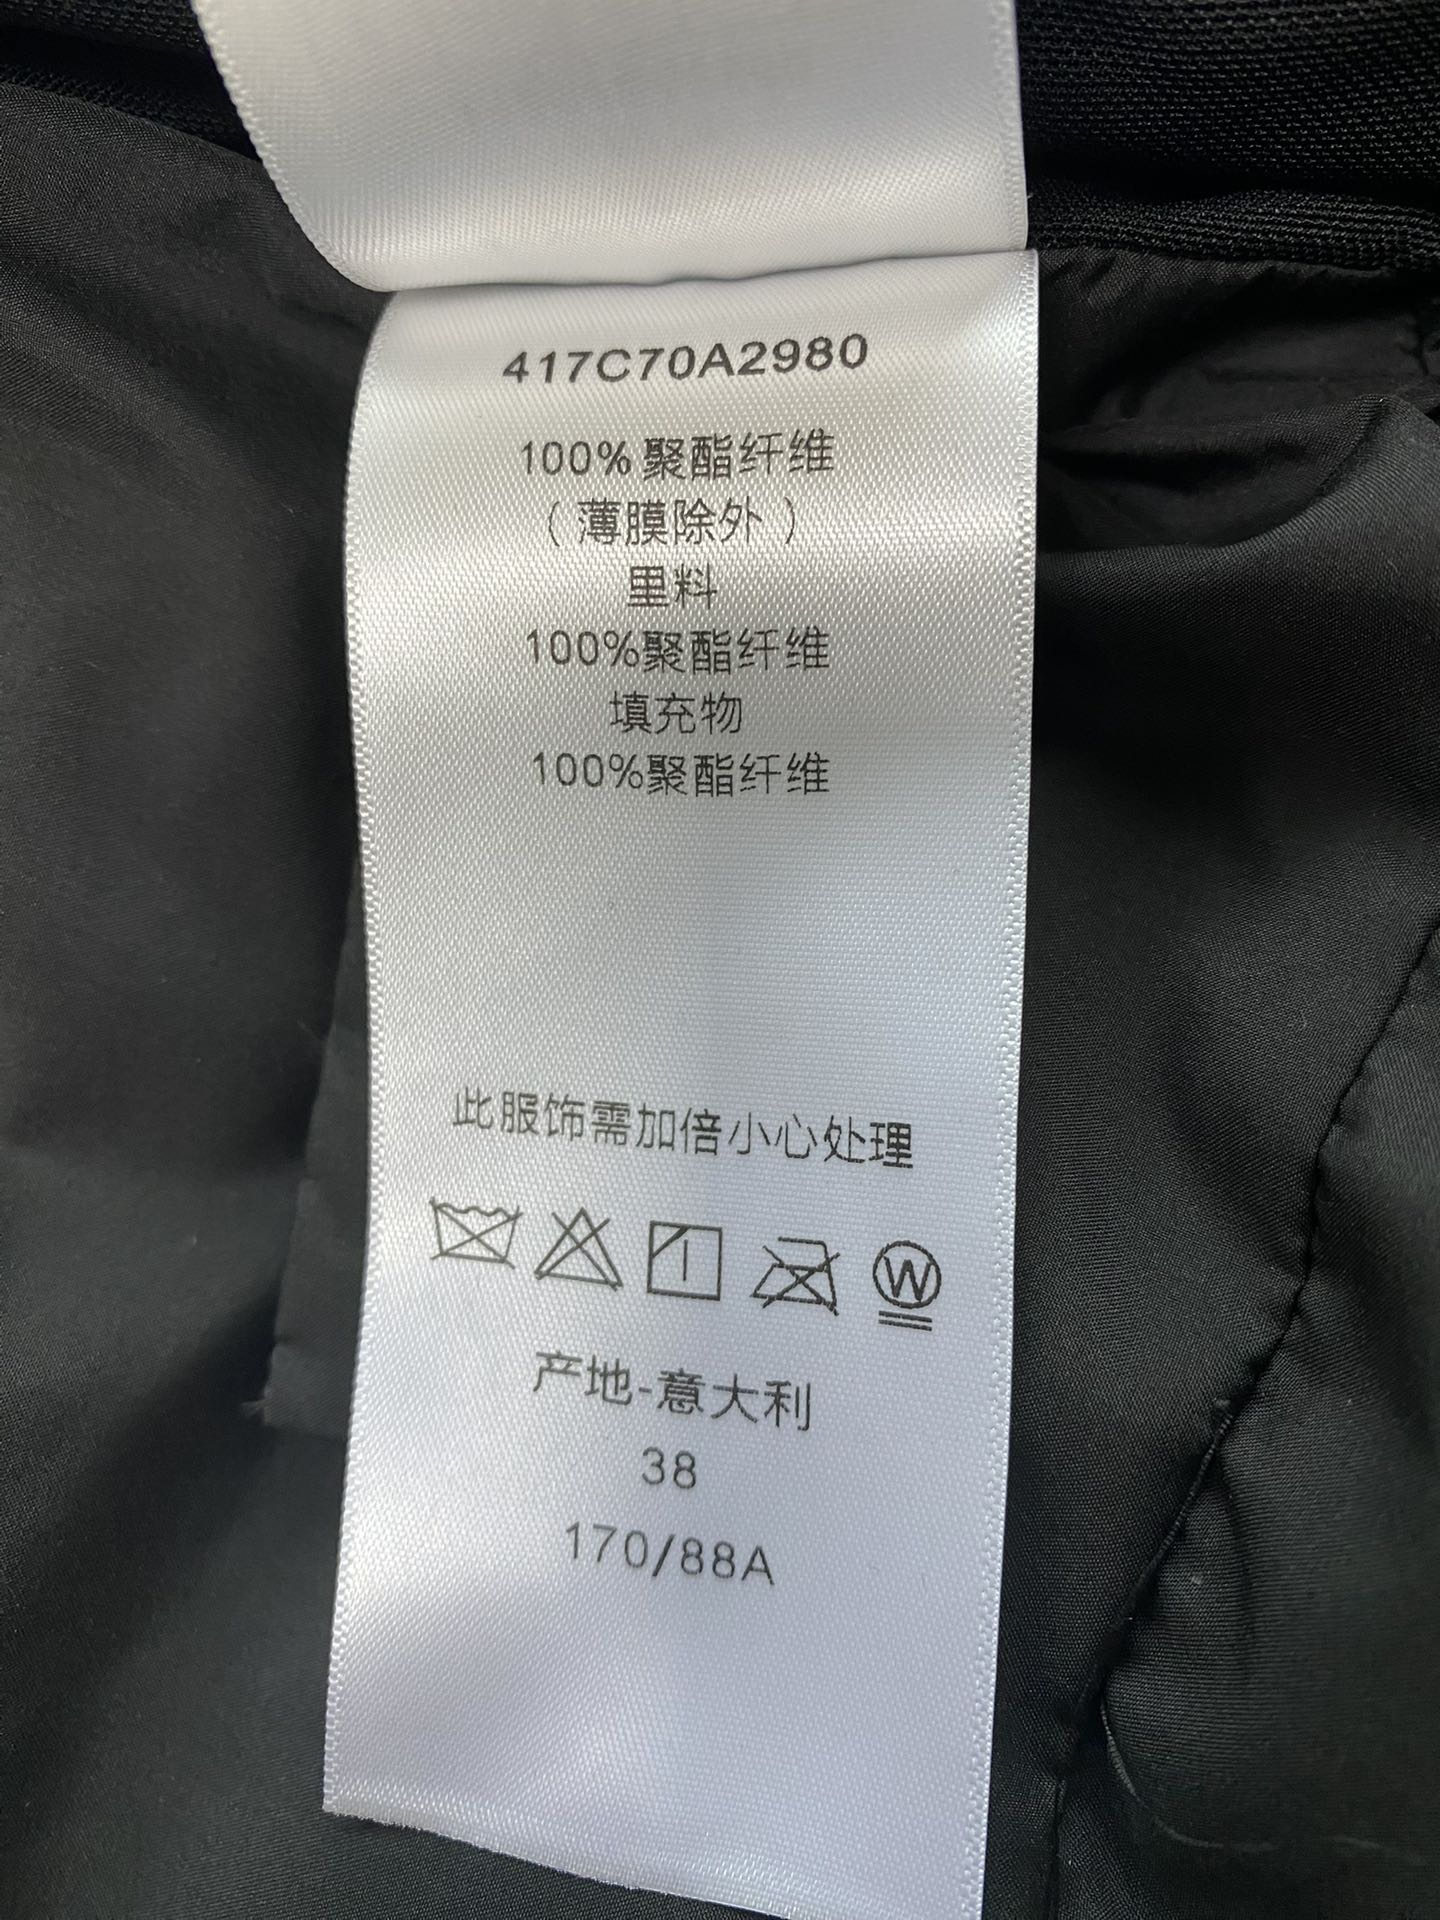 417C70A2980
100%聚酯纤维
(薄膜除外)
里料
100%聚酯纤维
填充物
100%聚酯纤维
此服饰需加倍小心处理
W
产地-意大利
38
170/88A